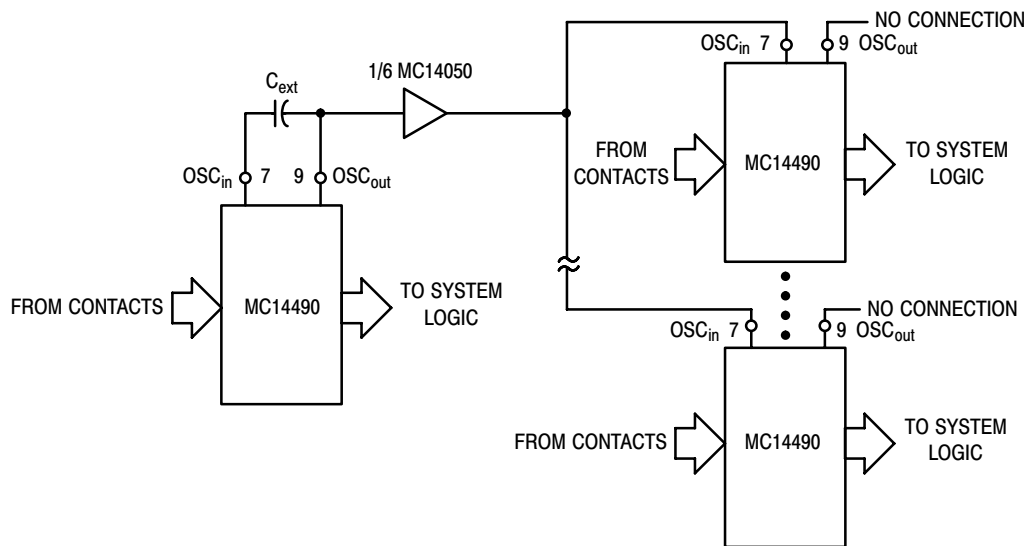 NO CONNECTION
OSCin 7
9 OSCout
1/6 MC14050
Cext
FROM
CONTACTS
MC14490
TO SYSTEM
LOGIC
OSCin 7
9 OSCout
FROM CONTACTS
MC14490
TO SYSTEM
LOGIC
NO CONNECTION
OSCin 7
9 OSCout
FROM CONTACTS
MC14490
TO SYSTEM
LOGIC